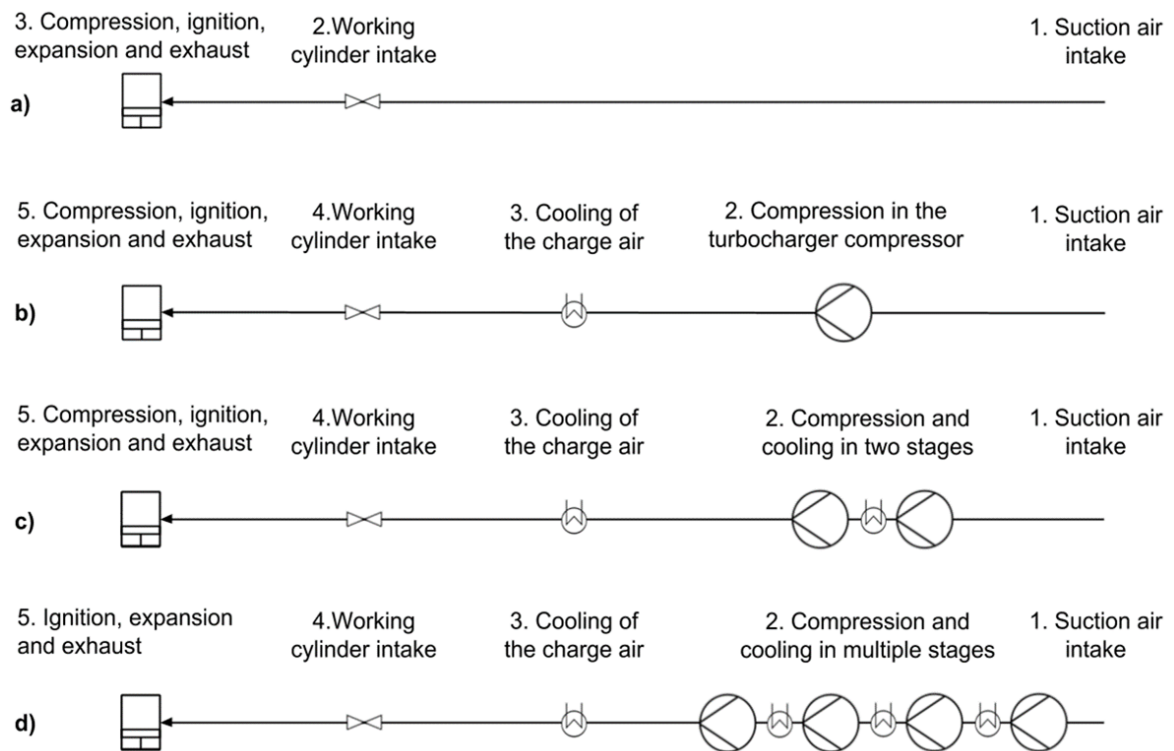 3. Compression, ignition,
expansion and exhaust
2.Working
cylinder intake
1. Suction air
intake
a)
5. Compression, ignition,
expansion and exhaust
4.Working
cylinder intake
3. Cooling of
the charge air
2. Compression in the
turbocharger compressor
1. Suction air
intake
b)
5. Compression, ignition,
expansion and exhaust
4.Working
cylinder intake
3. Cooling of
the charge air
2. Compression and
cooling in two stages
1. Suction air
intake
c)
5. Ignition, expansion
and exhaust
4.Working
cylinder intake
3. Cooling of
the charge air
2. Compression and
cooling in multiple stages
1. Suction air
intake
d)